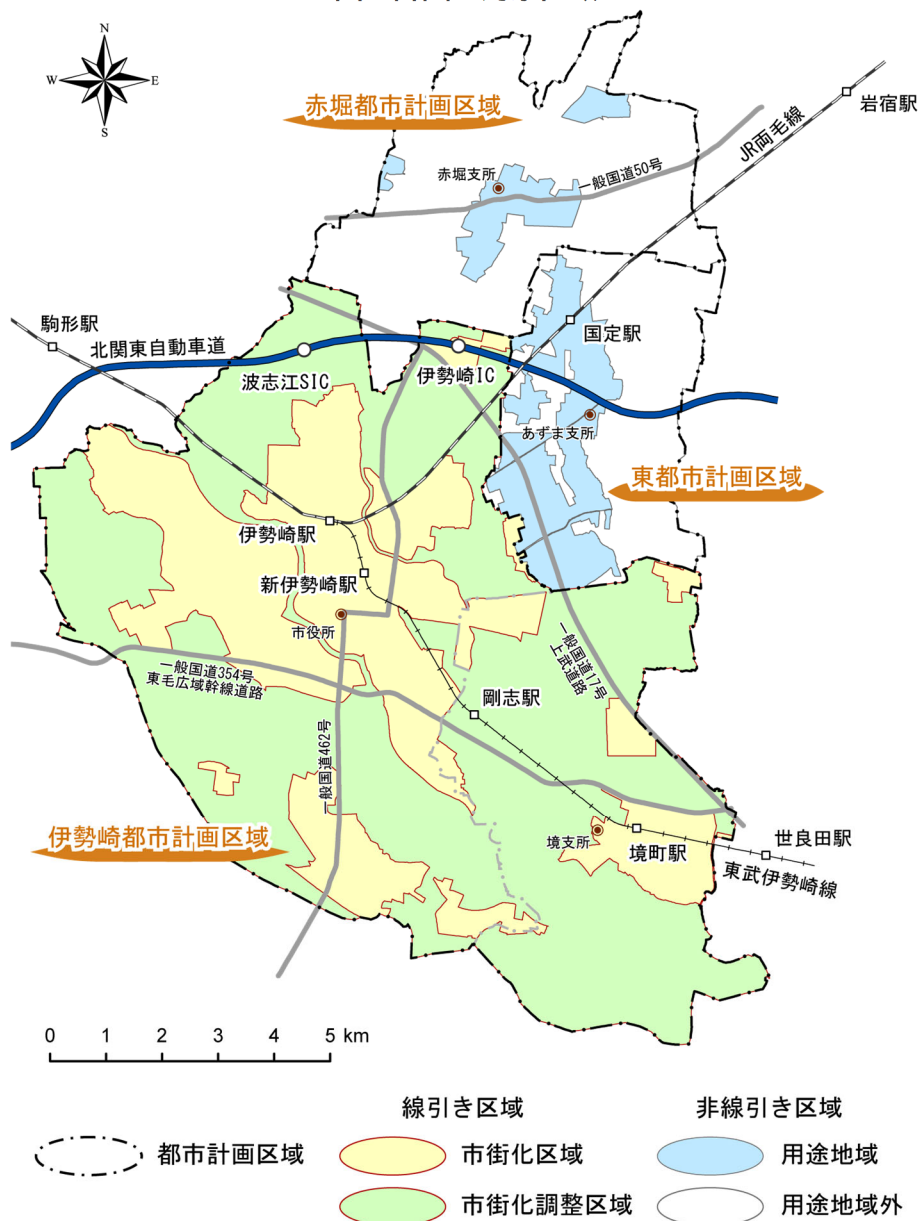 N
W
E
S
赤堀都市計画区域
岩宿駅
JR両毛線
赤堀支所
一般国道50号
駒形駅
国定駅
北関東自動車道
波志江SIC
伊勢崎IC
あずま支所
東都市計画区域
伊勢崎駅
新伊勢崎駅
市役所
一般国道354号
東毛広域幹線道路
一般国道17号
上武道路
剛志駅
一般国道462号
伊勢崎都市計画区域
境支所
境町駅
世良田駅
東武伊勢崎線
0 1 2 3 4 5 km
線引き区域
非線引き区域
都市計画区域
市街化区域
用途地域
市街化調整区域
用途地域外